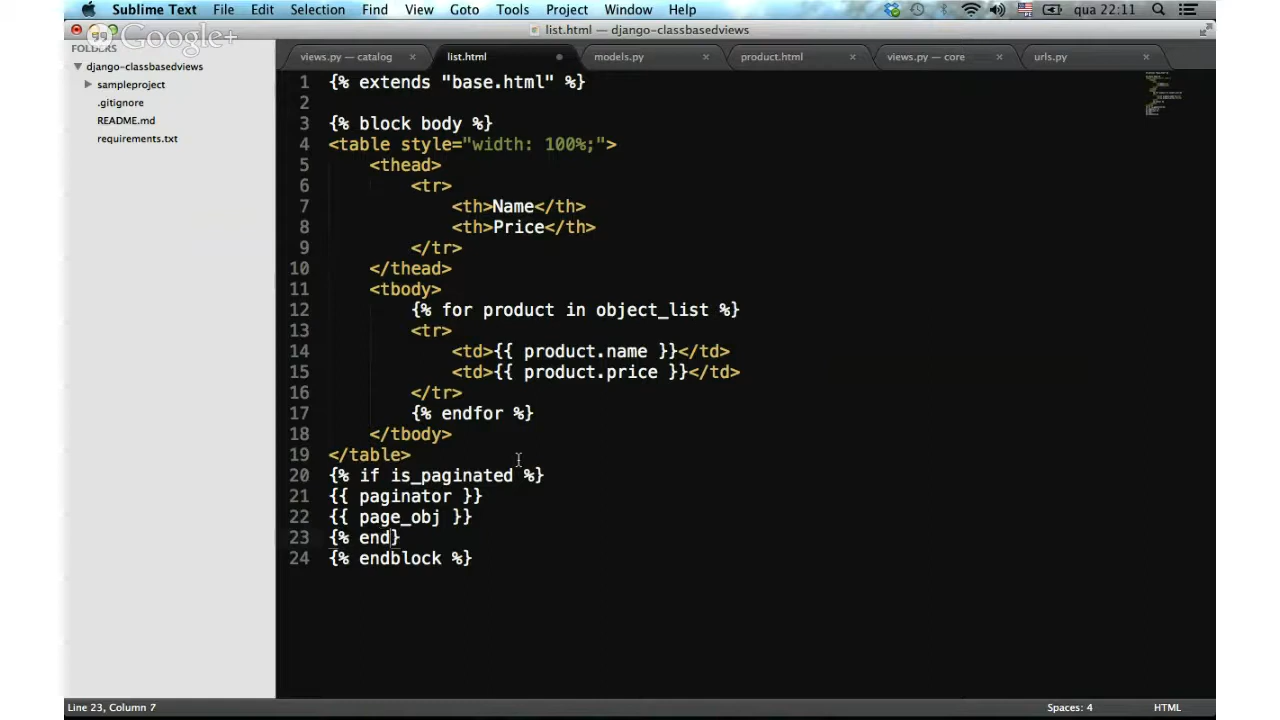 Sublime Text File Edit Selection Find View Goto Tools Project Window Help qua 22:11
Google+
list.html — django-classbasedviews
FOLDERS
django-classbasedviews
sampleproject
.gitignore
README.md
requirements.txt
views.py — catalog × list.html models.py × product.html × views.py — core × urls.py ×
1 {% extends "base.html" %}
2
3 {% block body %}
4 <table style="width: 100%;">
5 <thead>
6 <tr>
7 <th>Name</th>
8 <th>Price</th>
9 </tr>
10 </thead>
11 <tbody>
12 {% for product in object_list %}
13 <tr>
14 <td>{{ product.name }}</td>
15 <td>{{ product.price }}</td>
16 </tr>
17 {% endfor %}
18 </tbody>
19 </table>
20 {% if is_paginated %}
21 {{ paginator }}
22 {{ page_obj }}
23 {% end}
24 {% endblock %}
Line 23, Column 7 Spaces: 4 HTML